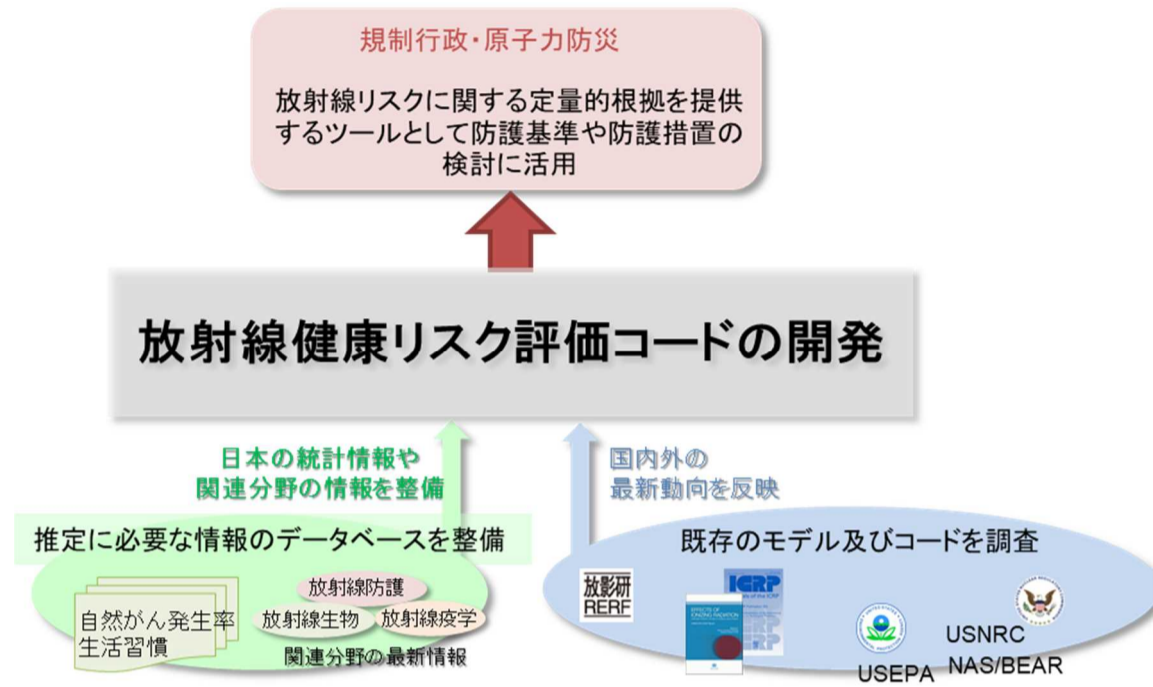 規制行政・原子力防災
放射線リスクに関する定量的根拠を提供
するツールとして防護基準や防護措置の
検討に活用
放射線健康リスク評価コードの開発
日本の統計情報や
関連分野の情報を整備
国内外の
最新動向を反映
推定に必要な情報のデータベースを整備
自然がん発生率
生活習慣
放射線防護
放射線生物
放射線疫学
関連分野の最新情報
既存のモデル及びコードを調査
放影研
RERF
ICRP
EFFECTS OF
IONIZING RADIATION
USEPA
USNRC
NAS/BEAR